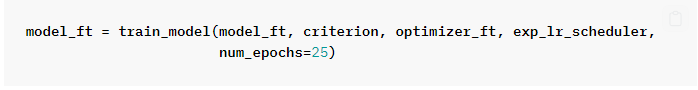 model_ft = train_model(model_ft, criterion, optimizer_ft, exp_lr_scheduler,
                       num_epochs=25)